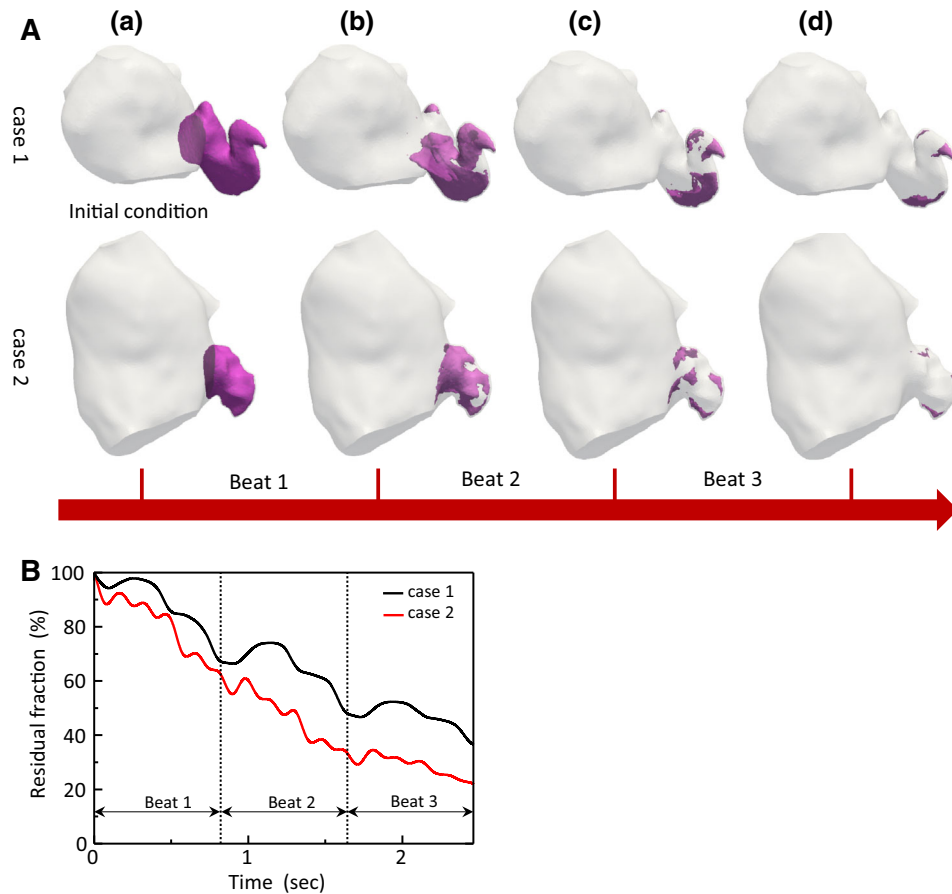 A
(a) (b) (c) (d)
case 1
Initial condition
case 2
Beat 1 Beat 2 Beat 3
B
100
80
60
40
20
0
Residual fraction (%)
case 1
case 2
Beat 1 Beat 2 Beat 3
0 1 2
Time (sec)